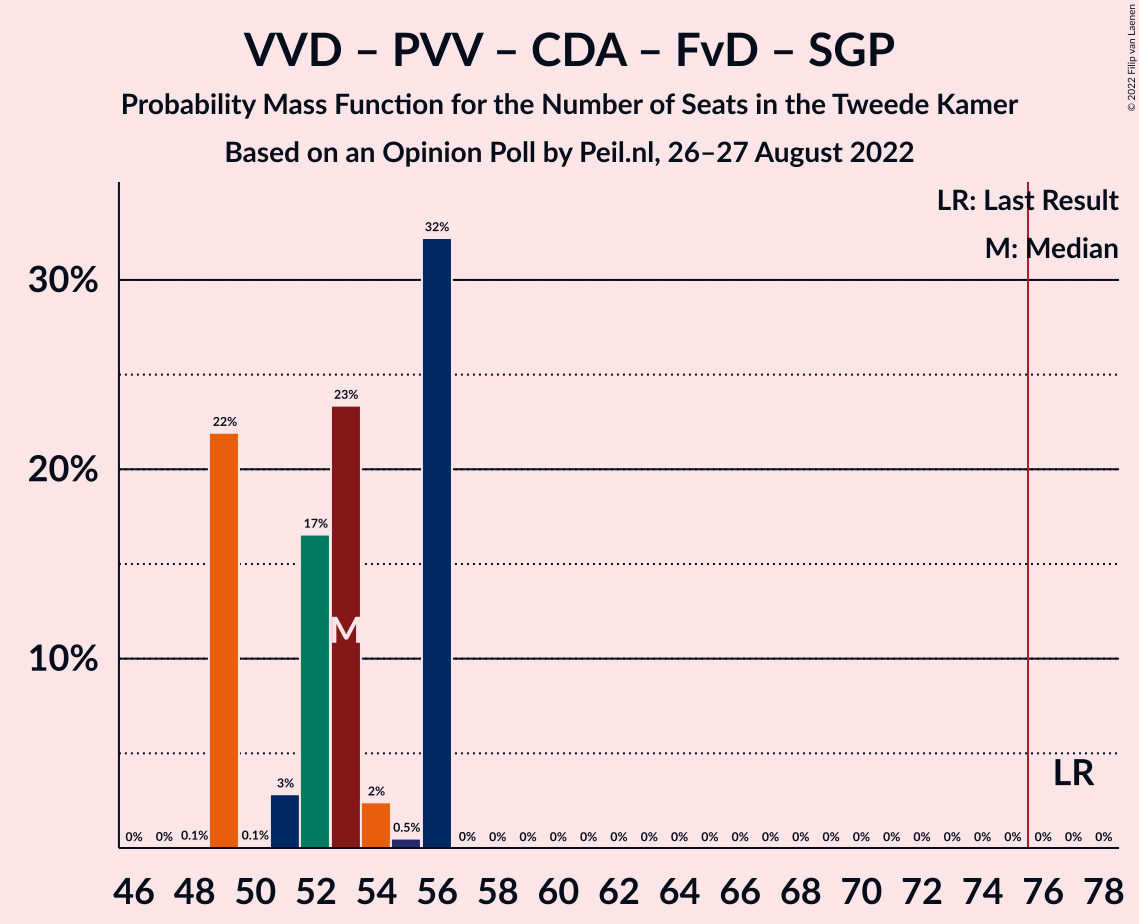 VVD – PVV – CDA – FvD – SGP
Probability Mass Function for the Number of Seats in the Tweede Kamer
Based on an Opinion Poll by Peil.nl, 26–27 August 2022
© 2022 Filip van Laenen
LR: Last Result
M: Median
30%
20%
10%
0% 0% 0.1% 22% 0.1% 3% 17% 23% 2% 0.5% 32% 0% 0% 0% 0% 0% 0% 0% 0% 0% 0% 0% 0% 0% 0% 0% 0% 0% 0% 0% 0% 0% 0%
M
LR
46 48 50 52 54 56 58 60 62 64 66 68 70 72 74 76 78